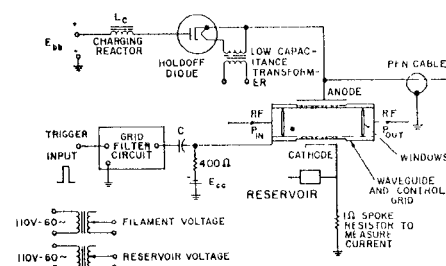 Lc
+
Ebb
-
CHARGING
REACTOR
HOLDOFF
DIODE
LOW CAPAC-
ITANCE
TRANSFORM-
ER
PFN CABLE
ANODE
RF
PIN
RF
POUT
TRIGGER
INPUT
GRID
FILTER
CIRCUIT
C
400Ω
Ecc
CATHODE
WINDOWS
WAVEGUIDE
AND CONTROL
GRID
RESERVOIR
1Ω SPOKE
RESISTOR TO
MEASURE
CURRENT
110V-60~
FILAMENT VOLTAGE
110V-60~
RESERVOIR VOLTAGE